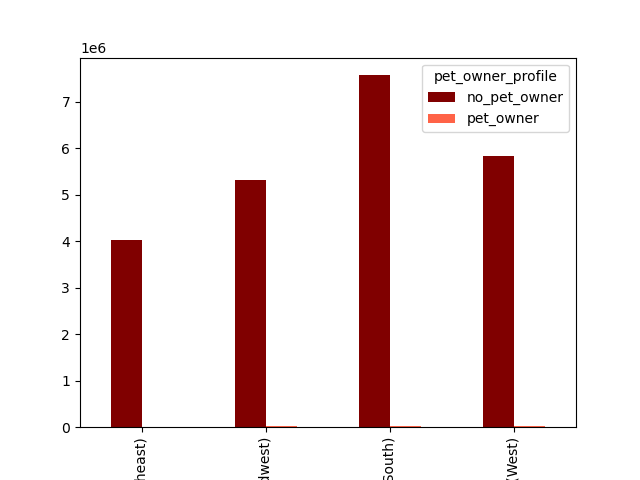 1e6
pet_owner_profile
no_pet_owner
pet_owner
7
6
5
4
3
2
1
0
heast)
dwest)
South)
(West)